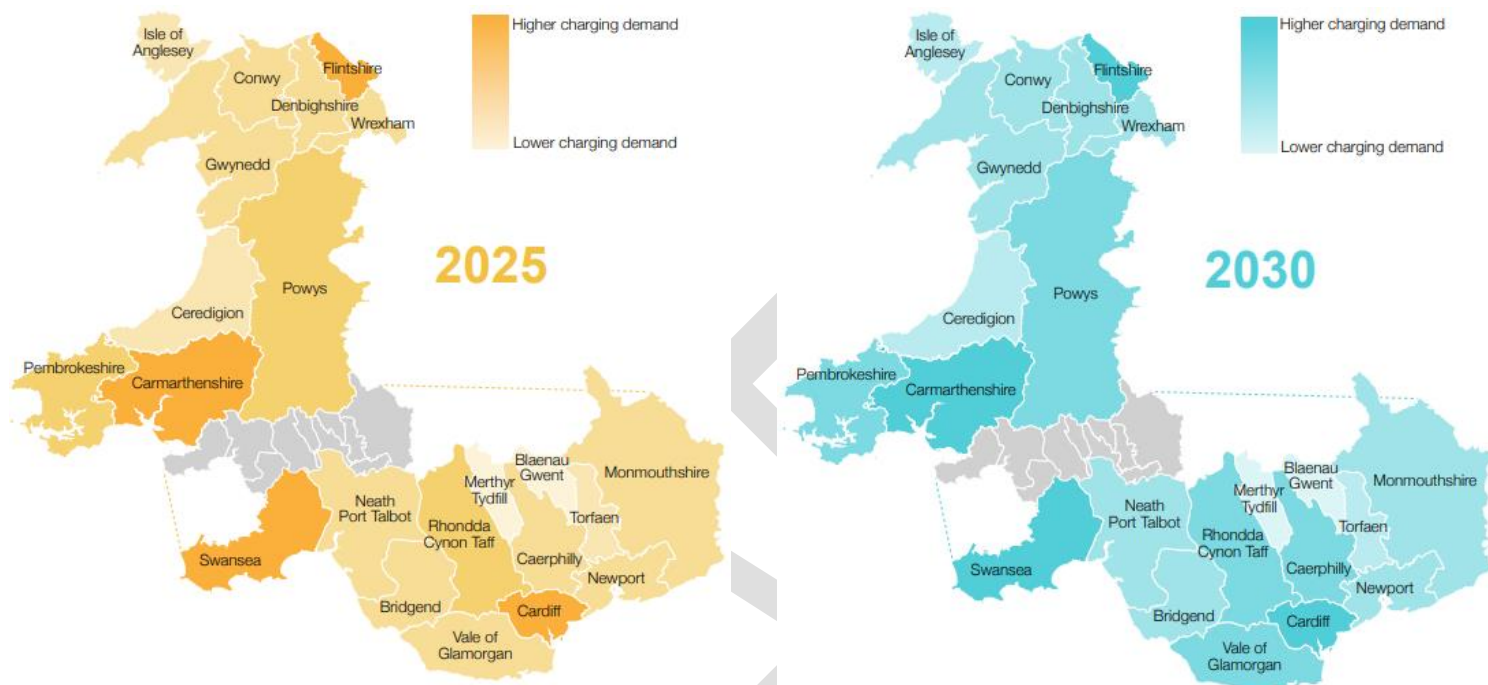 Isle of
Anglesey
Higher charging demand
Flintshire
Conwy
Denbighshire
Wrexham
Lower charging demand
Gwynedd
2025
Powys
Ceredigion
Pembrokeshire
Carmarthenshire
Blaenau
Gwent
Monmouthshire
Merthyr
Tydfill
Neath
Port Talbot
Torfaen
Rhondda
Cynon Taff
Swansea
Caerphilly
Newport
Bridgend
Cardiff
Vale of
Glamorgan
Isle of
Anglesey
Higher charging demand
Flintshire
Conwy
Denbighshire
Wrexham
Lower charging demand
Gwynedd
2030
Powys
Ceredigion
Pembrokeshire
Carmarthenshire
Blaenau
Gwent
Monmouthshire
Merthyr
Tydfill
Neath
Port Talbot
Torfaen
Rhondda
Cynon Taff
Swansea
Caerphilly
Newport
Bridgend
Cardiff
Vale of
Glamorgan